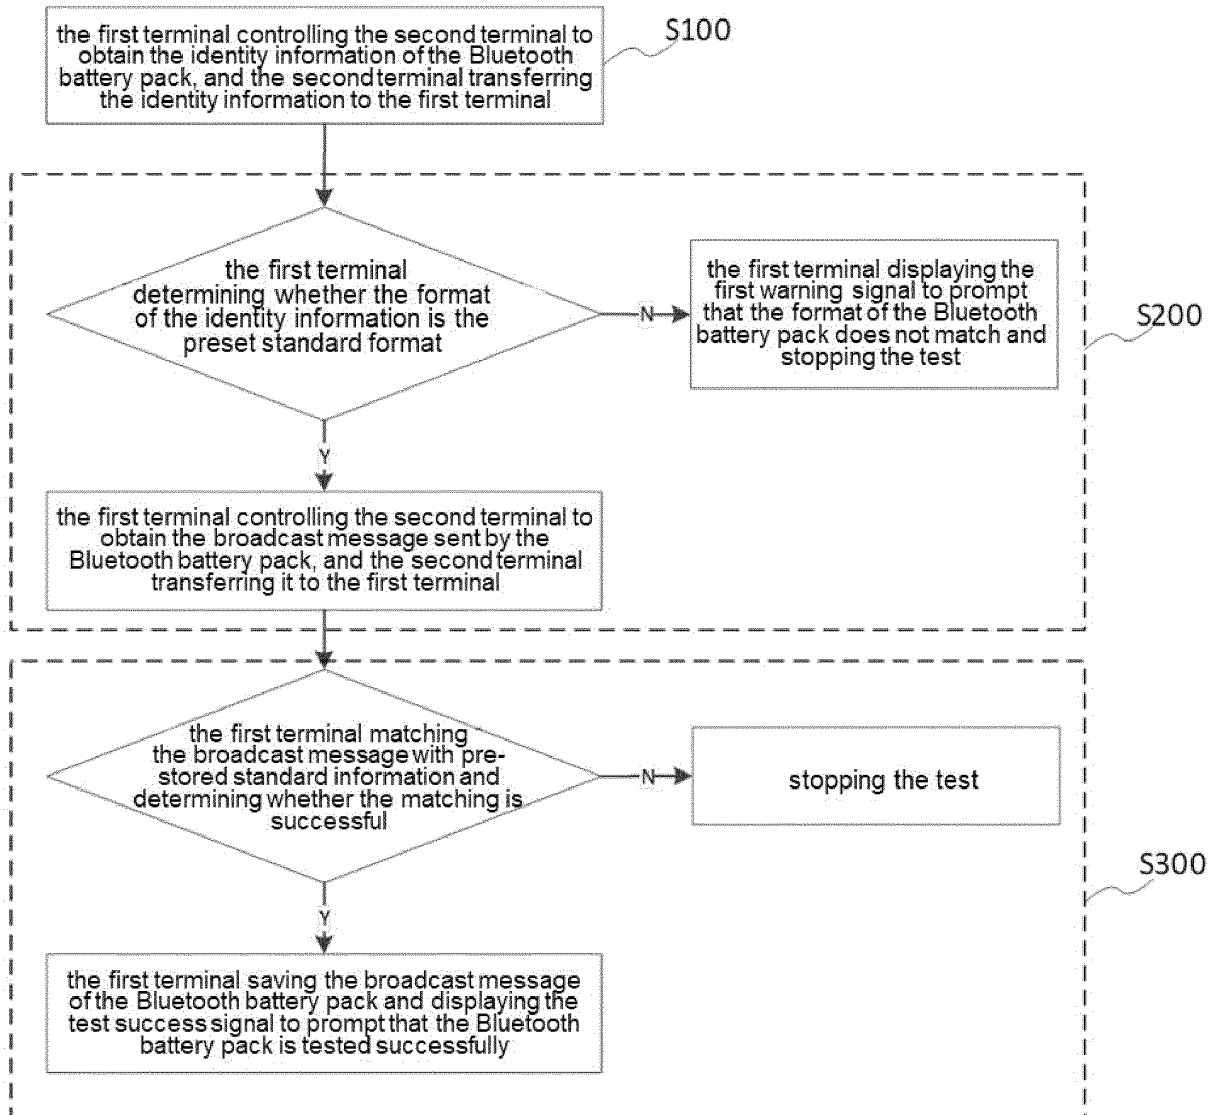 the first terminal controlling the second terminal to
obtain the identity information of the Bluetooth
battery pack, and the second terminal transferring
the identity information to the first terminal
S100
the first terminal
determining whether the format
of the identity information is the
preset standard format
N
the first terminal displaying the
first warning signal to prompt
that the format of the Bluetooth
battery pack does not match and
stopping the test
S200
Y
the first terminal controlling the second terminal to
obtain the broadcast message sent by the
Bluetooth battery pack, and the second terminal
transferring it to the first terminal
the first terminal matching
the broadcast message with pre-
stored standard information and
determining whether the matching is
successful
N
stopping the test
S300
Y
the first terminal saving the broadcast message
of the Bluetooth battery pack and displaying the
test success signal to prompt that the Bluetooth
battery pack is tested successfully